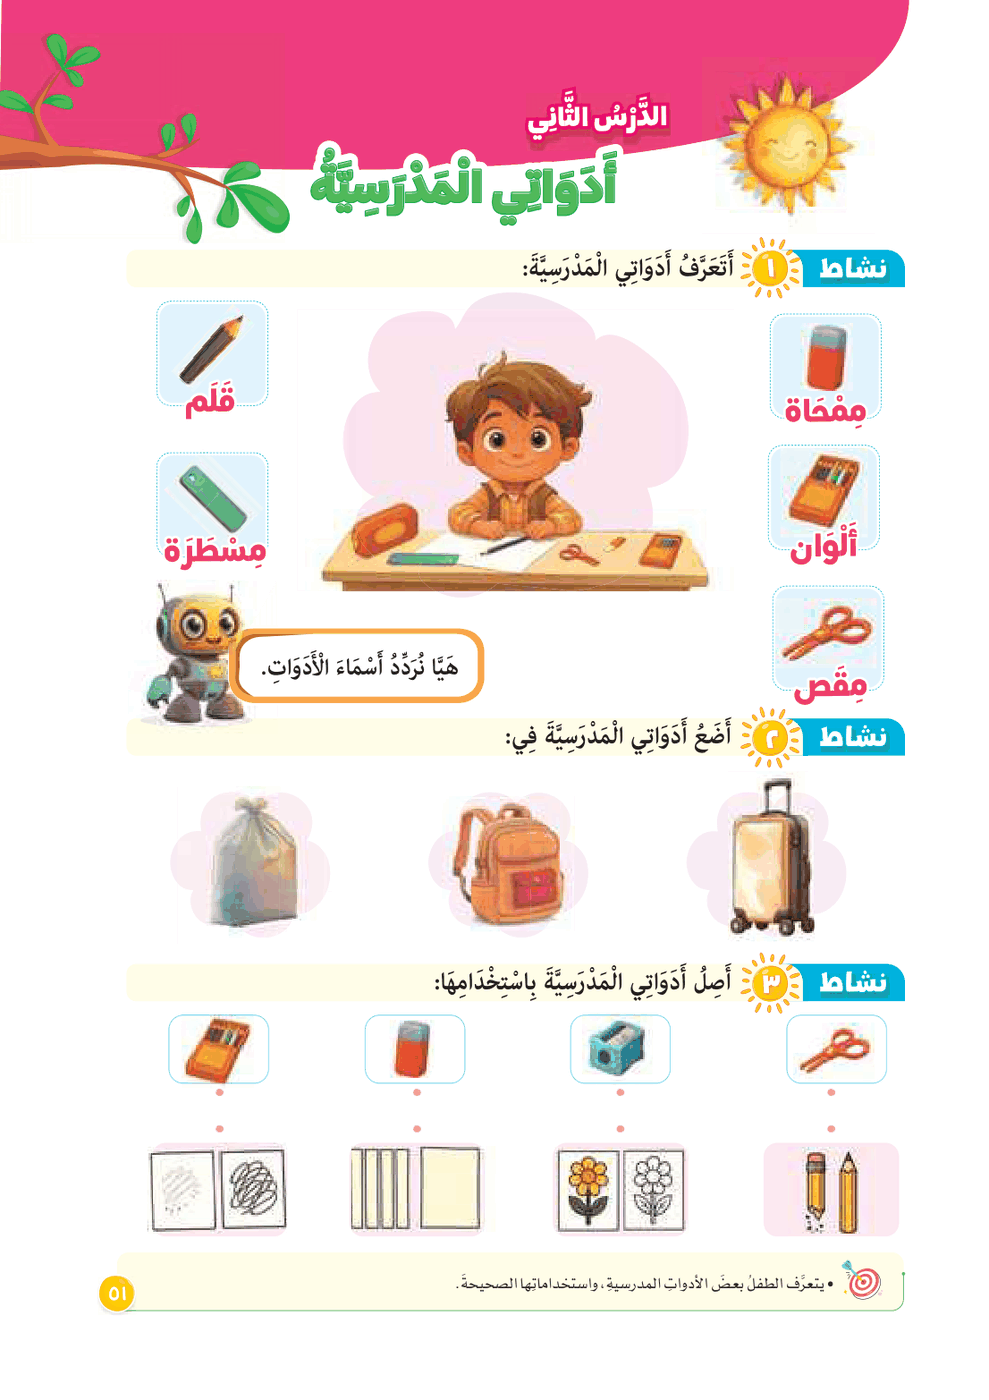 الدَّرْسُ الثَّانِي
أَدَوَاتِي الْمَدْرَسِيَّةُ
نشاط ١ أَتَعَرَّفُ أَدَوَاتِي الْمَدْرَسِيَّةَ:
مِمْحَاة
قَلَم
أَلْوَان
مِسْطَرَة
مِقَص
هَيَّا نُرَدِّدُ أَسْمَاءَ الْأَدَوَاتِ.
نشاط ٢ أَضَعُ أَدَوَاتِي الْمَدْرَسِيَّةَ فِي:
نشاط ٣ أَصِلُ أَدَوَاتِي الْمَدْرَسِيَّةَ بِاسْتِخْدَامِهَا:
• يتعرَّف الطفلُ بعضَ الأدواتِ المدرسيةِ، واستخداماتِها الصحيحةَ.
٥١